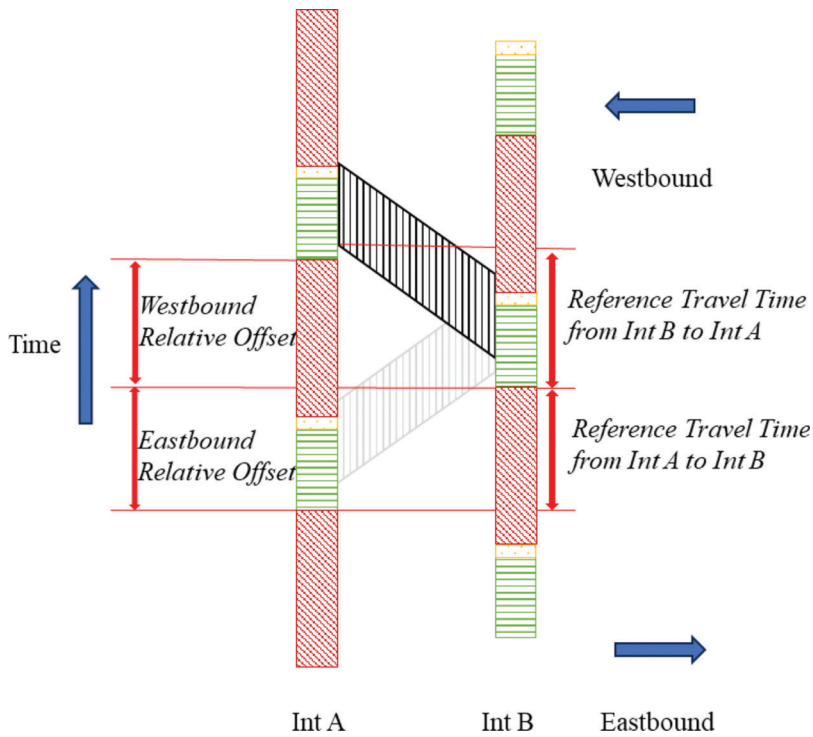 Westbound
Westbound
Relative Offset
Reference Travel Time
from Int B to Int A
Time
Eastbound
Relative Offset
Reference Travel Time
from Int A to Int B
Int A
Int B
Eastbound